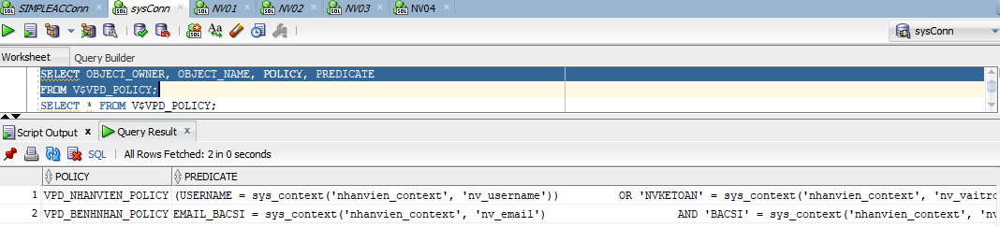 SIMPLEACConn sysConn NV01 NV02 NV03 NV04
sysConn
Worksheet Query Builder
SELECT OBJECT_OWNER, OBJECT_NAME, POLICY, PREDICATE
FROM V$VPD_POLICY;
SELECT * FROM V$VPD_POLICY;
Script Output x Query Result x
SQL | All Rows Fetched: 2 in 0 seconds
POLICY PREDICATE
1 VPD_NHANVIEN_POLICY (USERNAME = sys_context('nhanvien_context', 'nv_username')) OR 'NVKETOAN' = sys_context('nhanvien_context', 'nv_vaitro
2 VPD_BENHNHAN_POLICY EMAIL_BACSI = sys_context('nhanvien_context', 'nv_email') AND 'BACSI' = sys_context('nhanvien_context', 'nv